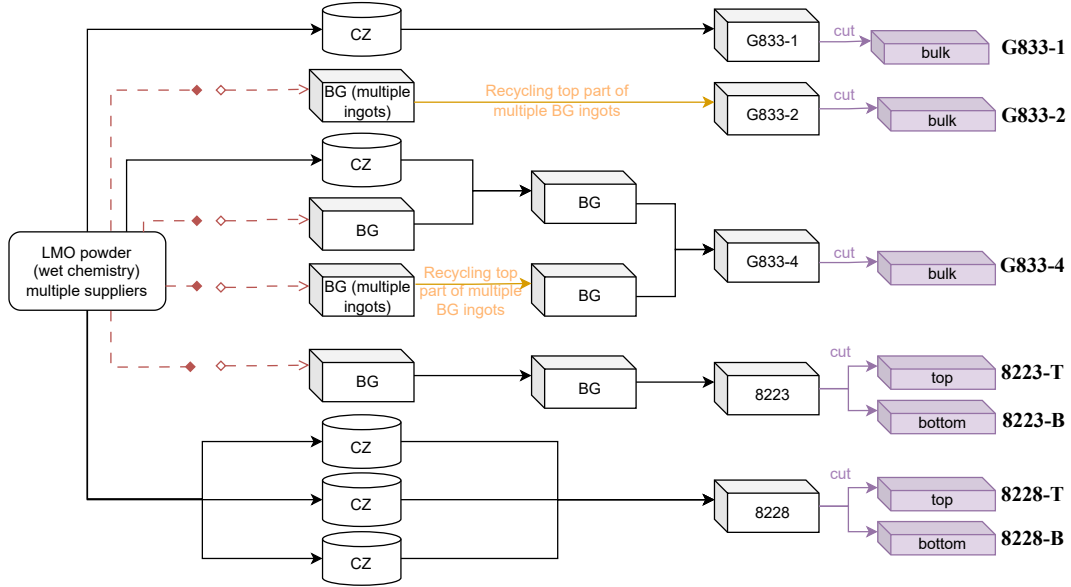 CZ
G833-1
cut
bulk
G833-1
BG (multiple
ingots)
Recycling top part of
multiple BG ingots
G833-2
cut
bulk
G833-2
CZ
BG
BG
LMO powder
(wet chemistry)
multiple suppliers
BG (multiple
ingots)
Recycling top
part of multiple
BG ingots
BG
G833-4
cut
bulk
G833-4
BG
BG
8223
cut
top
8223-T
bottom
8223-B
CZ
CZ
CZ
8228
cut
top
8228-T
bottom
8228-B